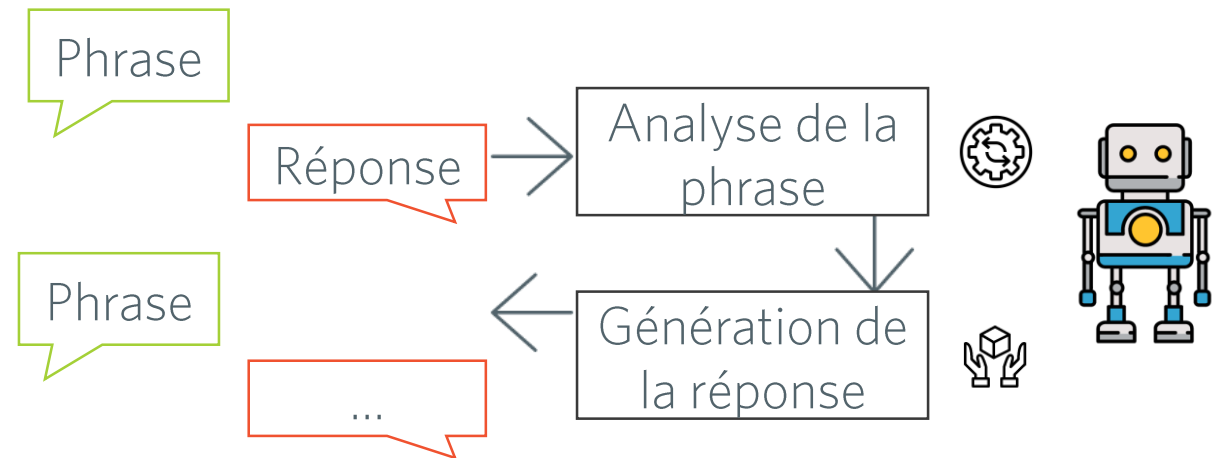 Phrase
Réponse
Analyse de la
phrase
Phrase
Génération de
la réponse
...